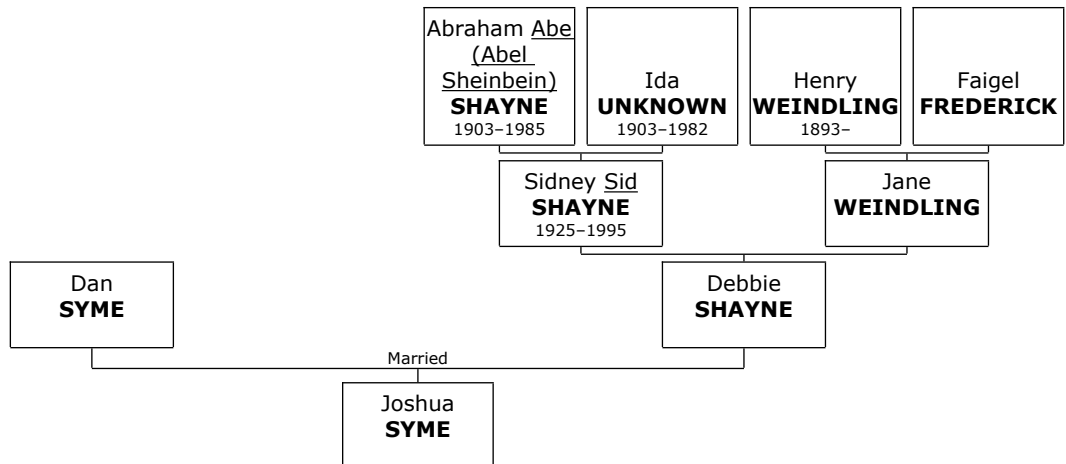 Abraham Abe
(Abel
Sheinbein)
SHAYNE
1903–1985
Ida
UNKNOWN
1903–1982
Henry
WEINDLING
1893–
Faigel
FREDERICK
Sidney Sid
SHAYNE
1925–1995
Jane
WEINDLING
Dan
SYME
Debbie
SHAYNE
Married
Joshua
SYME